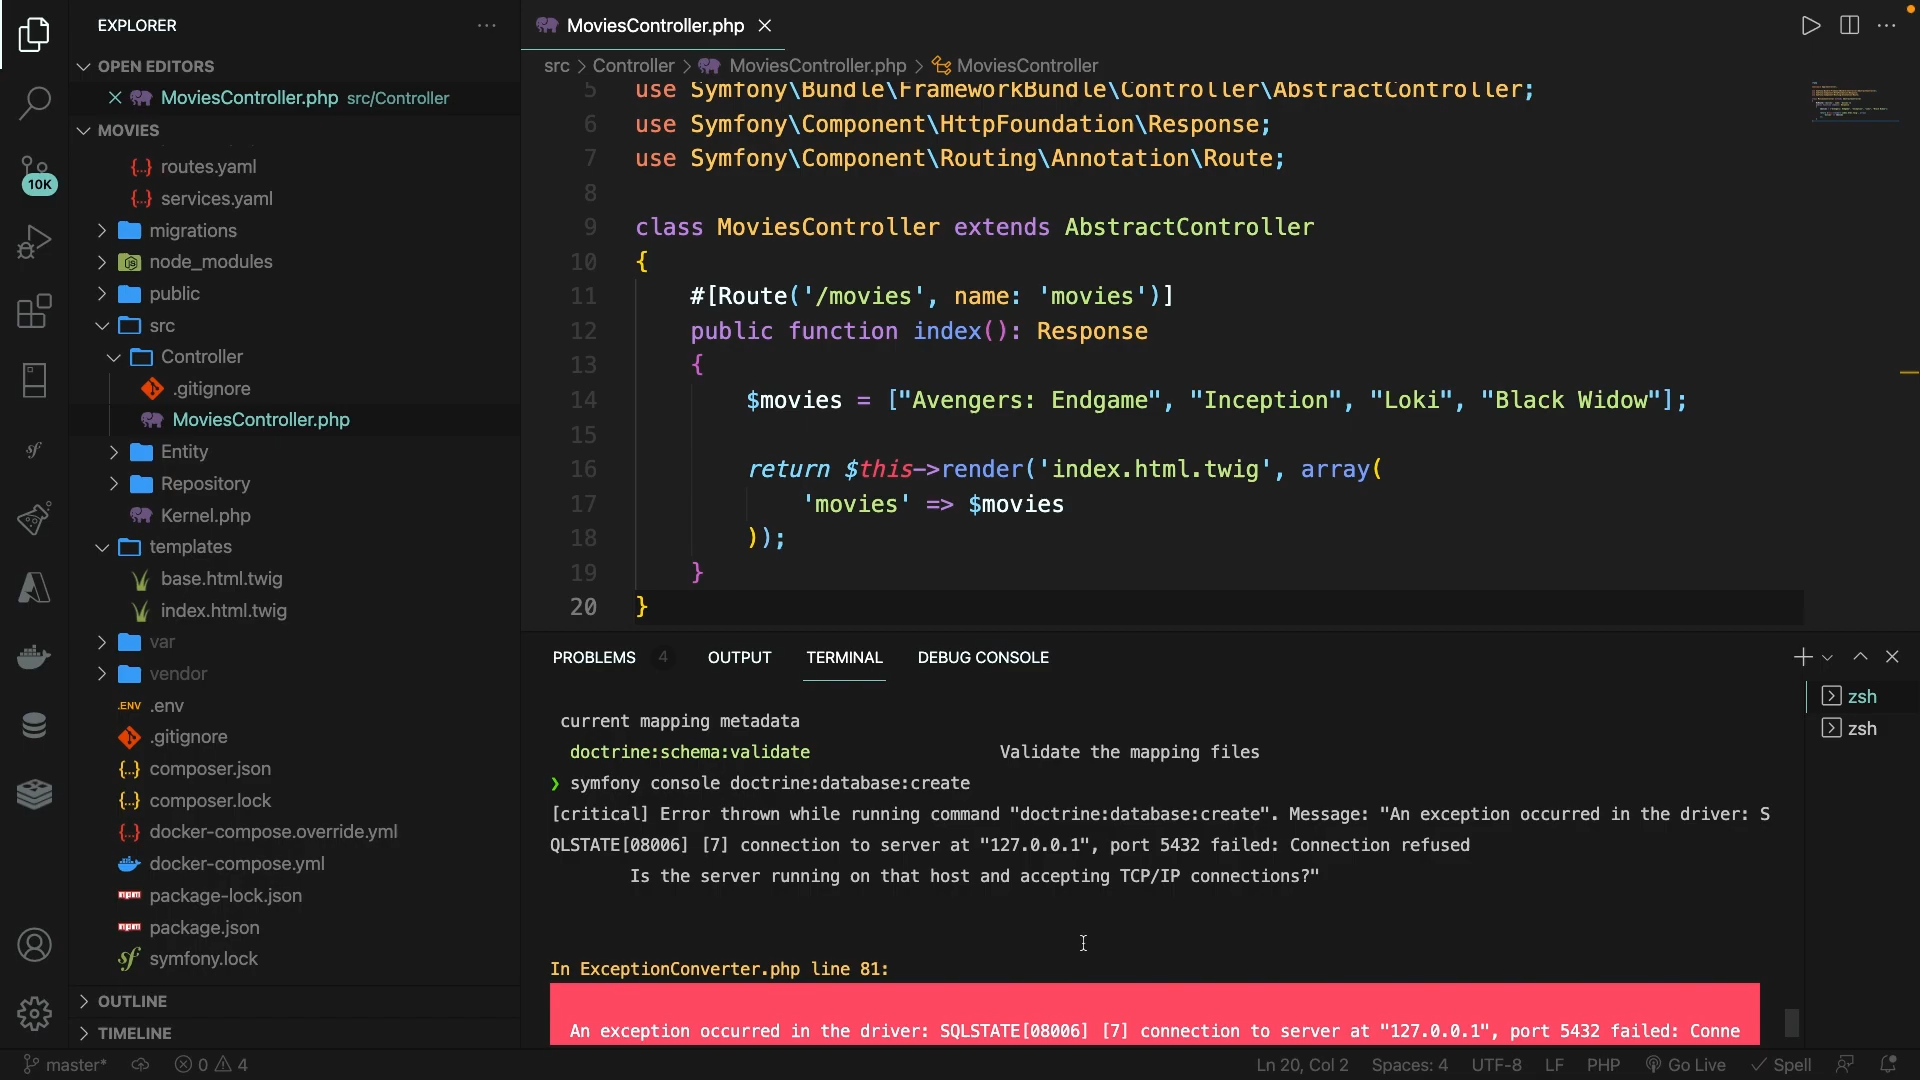 EXPLORER
OPEN EDITORS
MoviesController.php src/Controller
MOVIES
routes.yaml
services.yaml
migrations
node_modules
public
src
Controller
.gitignore
MoviesController.php
Entity
Repository
Kernel.php
templates
base.html.twig
index.html.twig
var
vendor
.ENV .env
.gitignore
composer.json
composer.lock
docker-compose.override.yml
docker-compose.yml
package-lock.json
package.json
symfony.lock
OUTLINE
TIMELINE
10K
MoviesController.php
src > Controller > MoviesController.php > MoviesController
5 use Symfony\Bundle\FrameworkBundle\Controller\AbstractController;
6 use Symfony\Component\HttpFoundation\Response;
7 use Symfony\Component\Routing\Annotation\Route;
8
9 class MoviesController extends AbstractController
10 {
11 #[Route('/movies', name: 'movies')]
12 public function index(): Response
13 {
14 $movies = ["Avengers: Endgame", "Inception", "Loki", "Black Widow"];
15
16 return $this->render('index.html.twig', array(
17 'movies' => $movies
18 ));
19 }
20 }
PROBLEMS 4 OUTPUT TERMINAL DEBUG CONSOLE
zsh
zsh
current mapping metadata
doctrine:schema:validate Validate the mapping files
❯ symfony console doctrine:database:create
[critical] Error thrown while running command "doctrine:database:create". Message: "An exception occurred in the driver: S
QLSTATE[08006] [7] connection to server at "127.0.0.1", port 5432 failed: Connection refused
Is the server running on that host and accepting TCP/IP connections?"
In ExceptionConverter.php line 81:
An exception occurred in the driver: SQLSTATE[08006] [7] connection to server at "127.0.0.1", port 5432 failed: Conne
master* 0 4 Ln 20, Col 2 Spaces: 4 UTF-8 LF PHP Go Live Spell